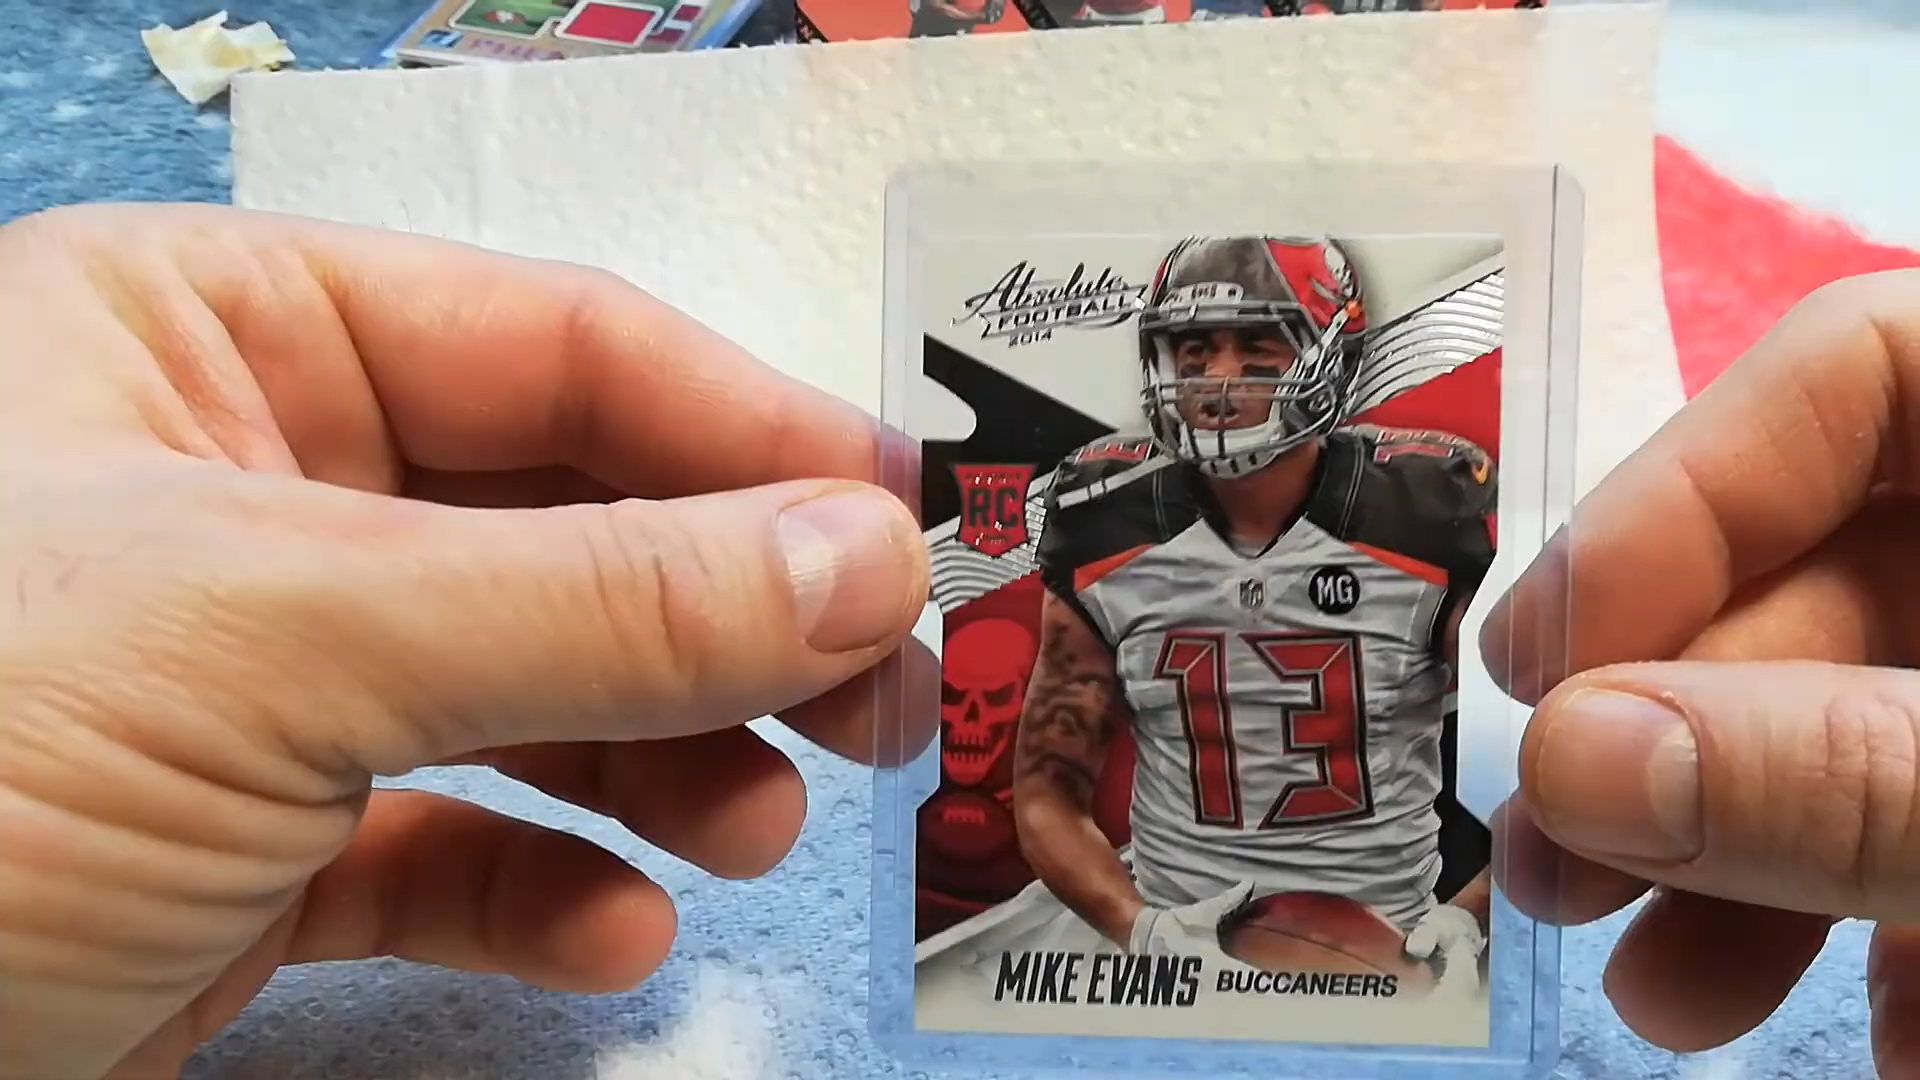 Absolute
FOOTBALL
2014
RC
MG
13
MIKE EVANS BUCCANEERS